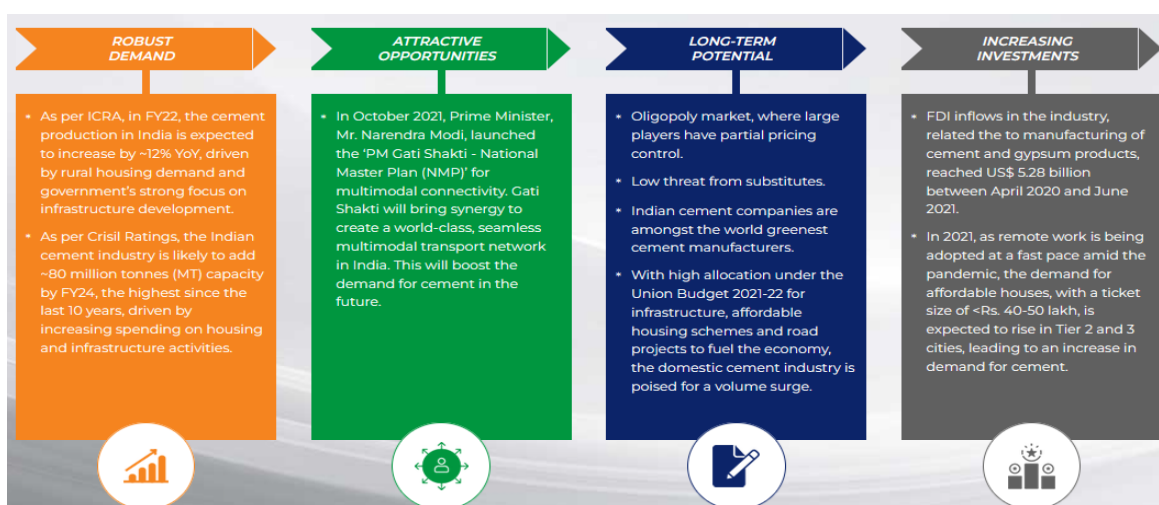 ROBUST
DEMAND
* As per ICRA, in FY22, the cement
production in India is expected
to increase by ~12% YoY, driven
by rural housing demand and
government's strong focus on
infrastructure development.
* As per Crisil Ratings, the Indian
cement industry is likely to add
~80 million tonnes (MT) capacity
by FY24, the highest since the
last 10 years, driven by
increasing spending on housing
and infrastructure activities.
ATTRACTIVE
OPPORTUNITIES
* In October 2021, Prime Minister,
Mr. Narendra Modi, launched
the 'PM Gati Shakti - National
Master Plan (NMP)' for
multimodal connectivity. Gati
Shakti will bring synergy to
create a world-class, seamless
multimodal transport network
in India. This will boost the
demand for cement in the
future.
LONG-TERM
POTENTIAL
* Oligopoly market, where large
players have partial pricing
control.
* Low threat from substitutes.
* Indian cement companies are
amongst the world greenest
cement manufacturers.
* With high allocation under the
Union Budget 2021-22 for
infrastructure, affordable
housing schemes and road
projects to fuel the economy,
the domestic cement industry is
poised for a volume surge.
INCREASING
INVESTMENTS
* FDI inflows in the industry,
related the to manufacturing of
cement and gypsum products,
reached US$ 5.28 billion
between April 2020 and June
2021.
* In 2021, as remote work is being
adopted at a fast pace amid the
pandemic, the demand for
affordable houses, with a ticket
size of <Rs. 40-50 lakh, is
expected to rise in Tier 2 and 3
cities, leading to an increase in
demand for cement.